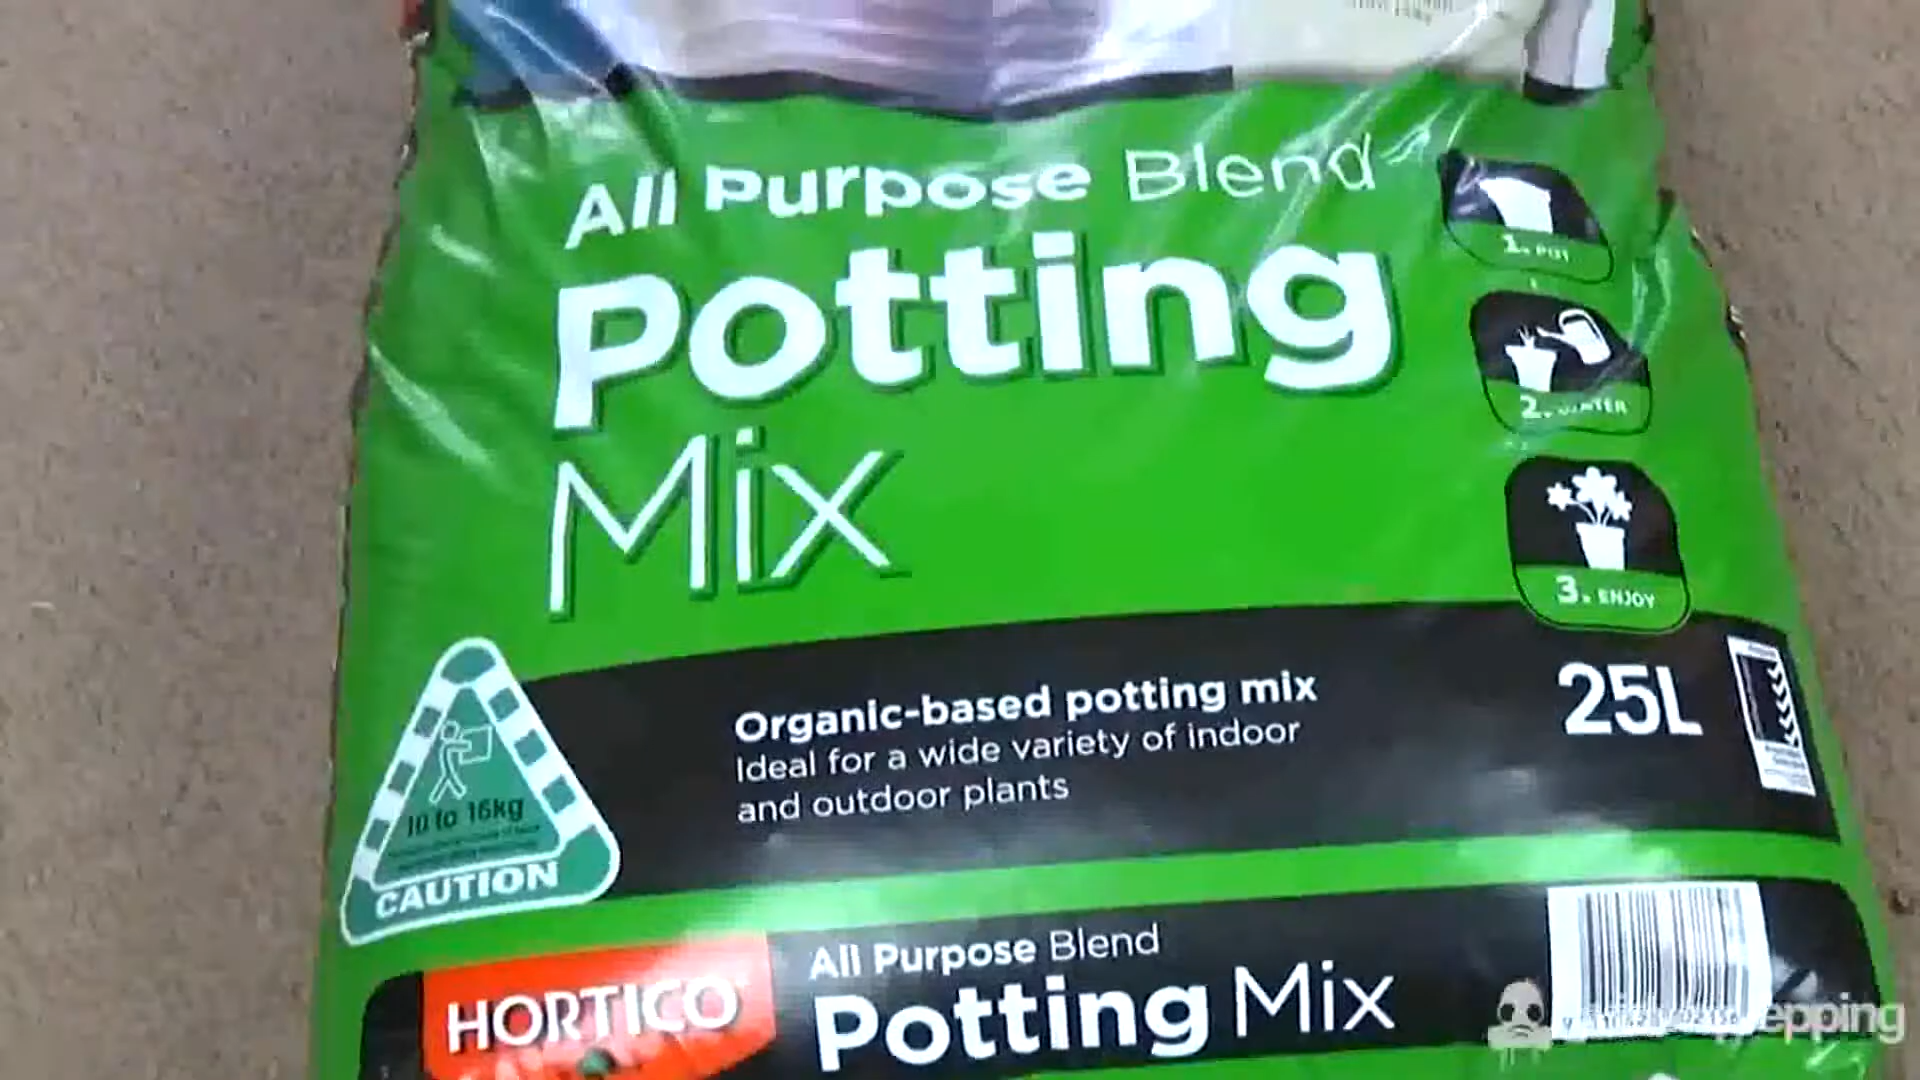 All Purpose Blend
Potting
Mix
1. POT
2. WATER
3. ENJOY
Organic-based potting mix
Ideal for a wide variety of indoor
and outdoor plants
25L
10 to 16kg
CAUTION
HORTICO
All Purpose Blend
Potting Mix